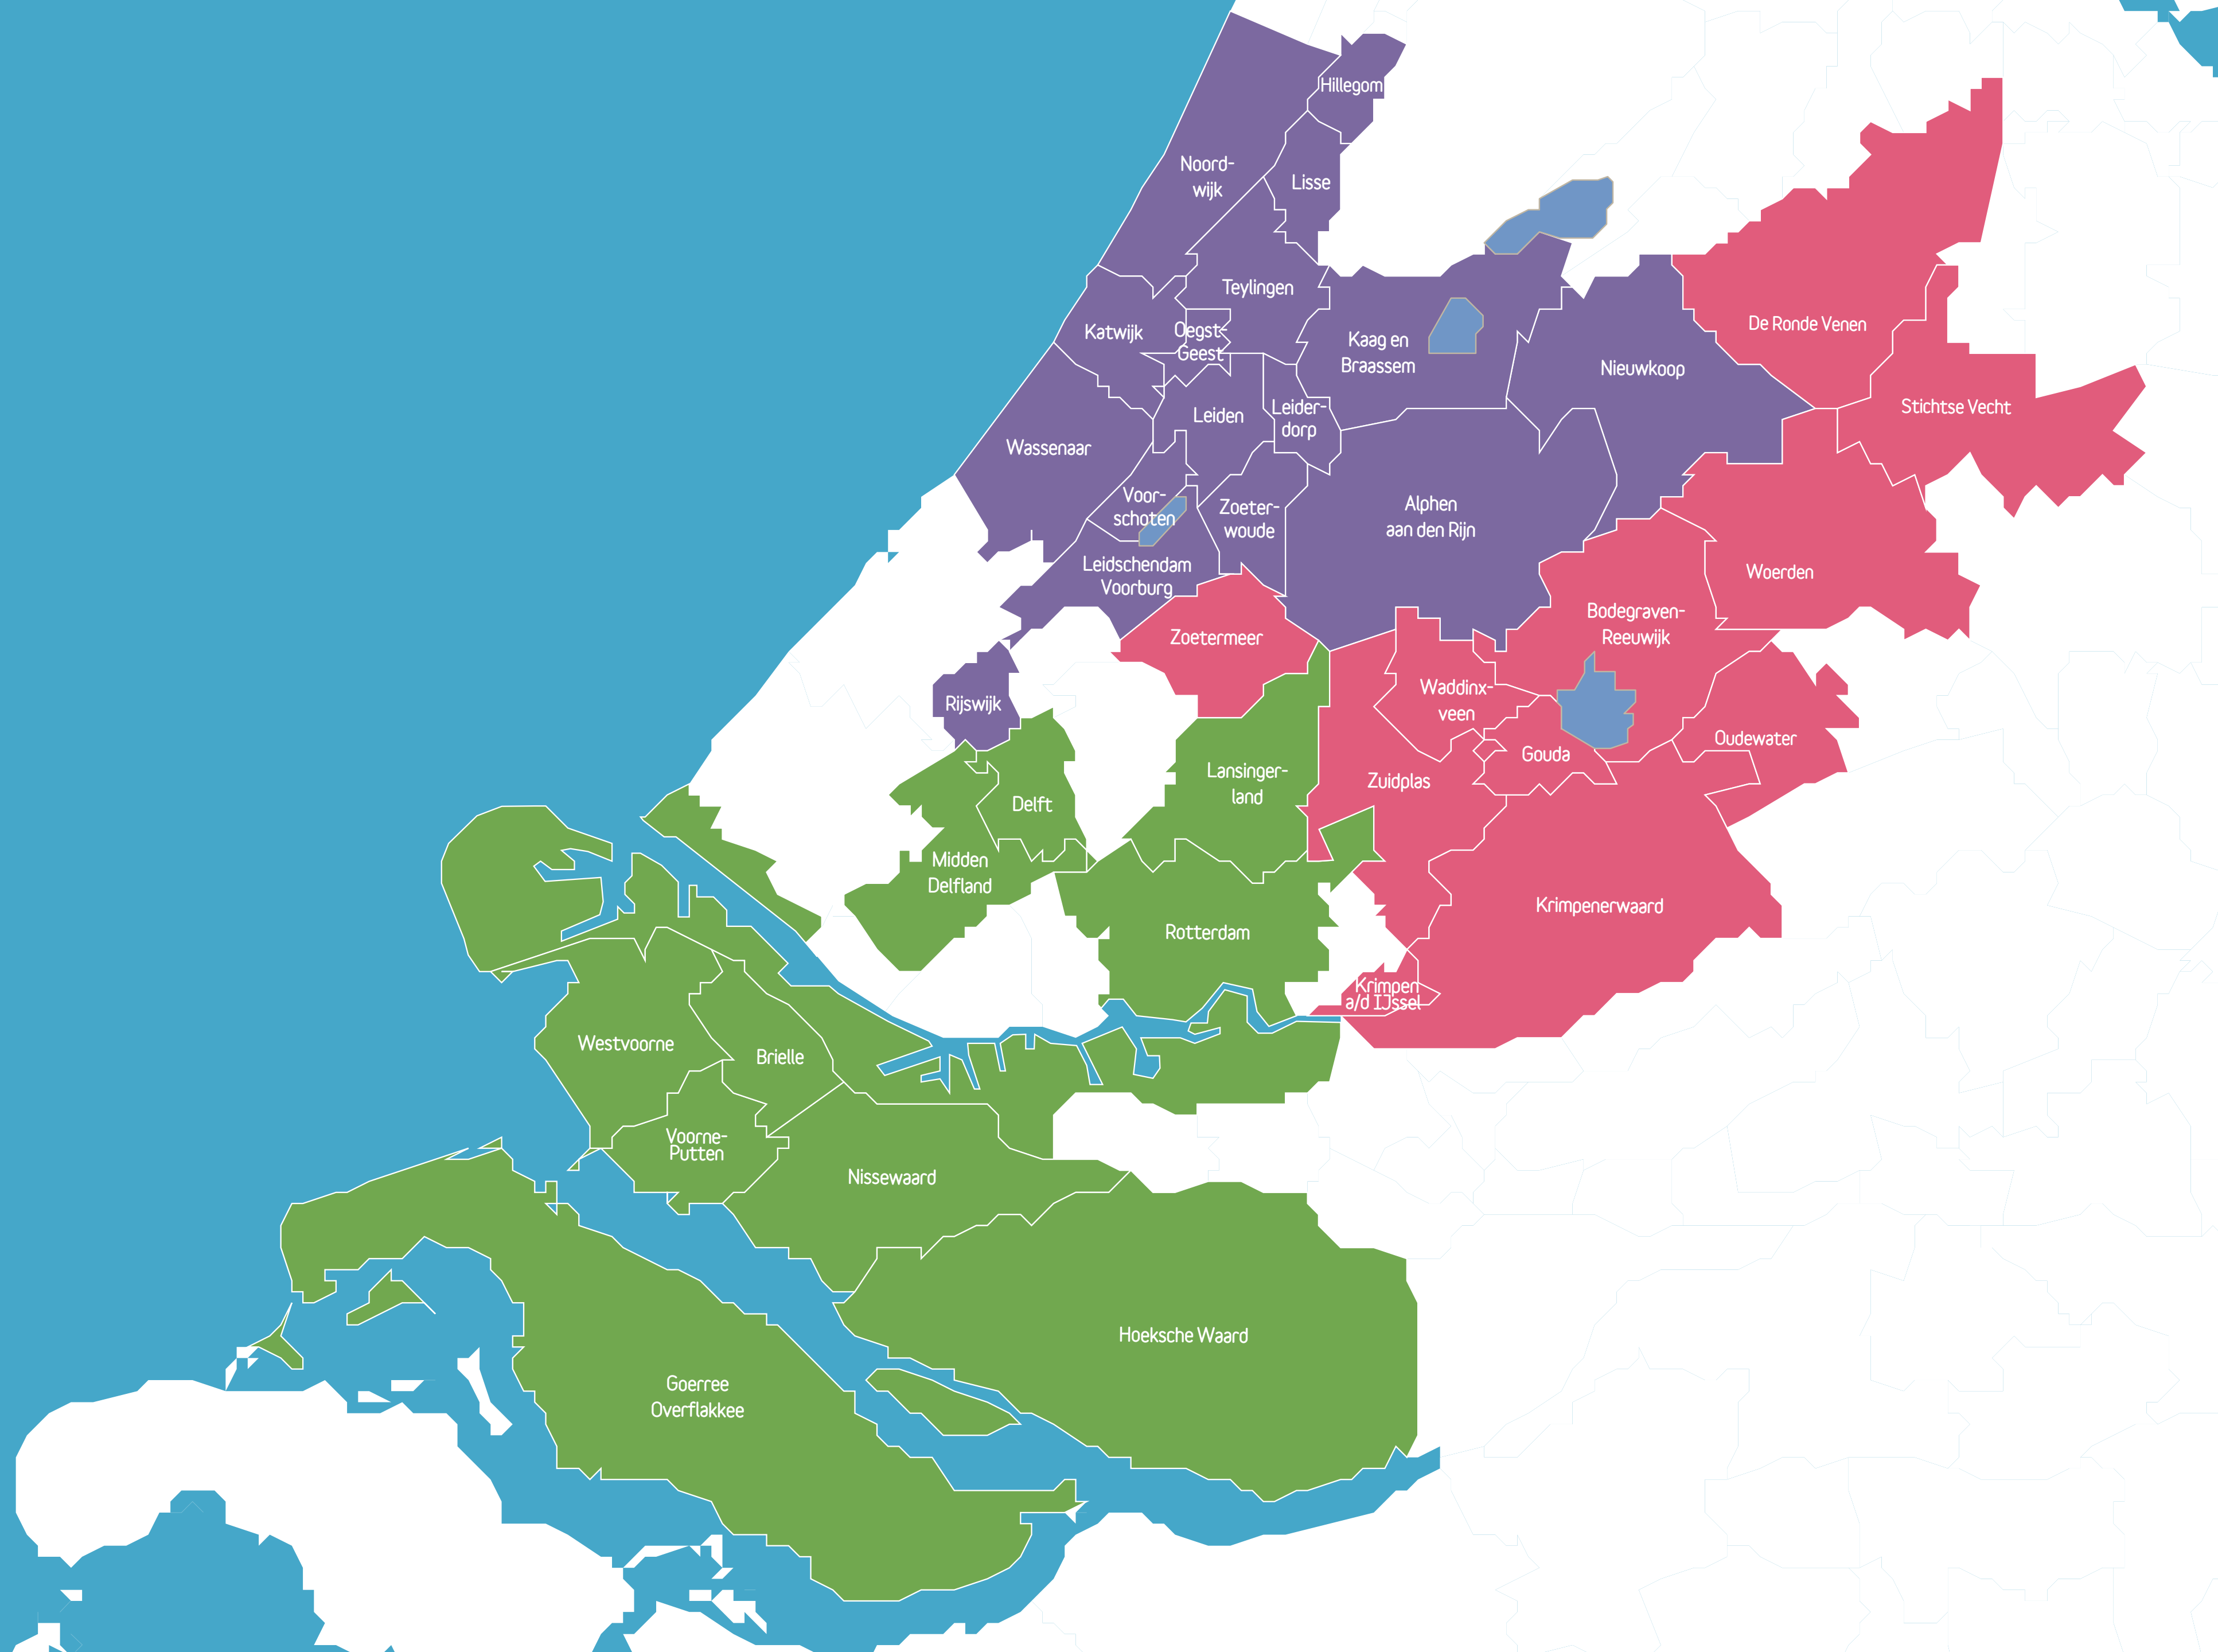 Hillegom
Noord-
wijk
Lisse
Teylingen
Katwijk
Oegst-
Geest
Kaag en
Braassem
De Ronde Venen
Nieuwkoop
Stichtse Vecht
Leiden
Leider-
dorp
Wassenaar
Voor-
schoten
Zoeter-
woude
Alphen
aan den Rijn
Leidschendam
Voorburg
Woerden
Bodegraven-
Reeuwijk
Zoetermeer
Rijswijk
Waddinx-
veen
Oudewater
Gouda
Lansinger-
land
Zuidplas
Delft
Midden
Delfland
Krimpenerwaard
Rotterdam
Krimpen
a/d IJssel
Westvoorne
Brielle
Voorne-
Putten
Nissewaard
Hoeksche Waard
Goerree
Overflakkee